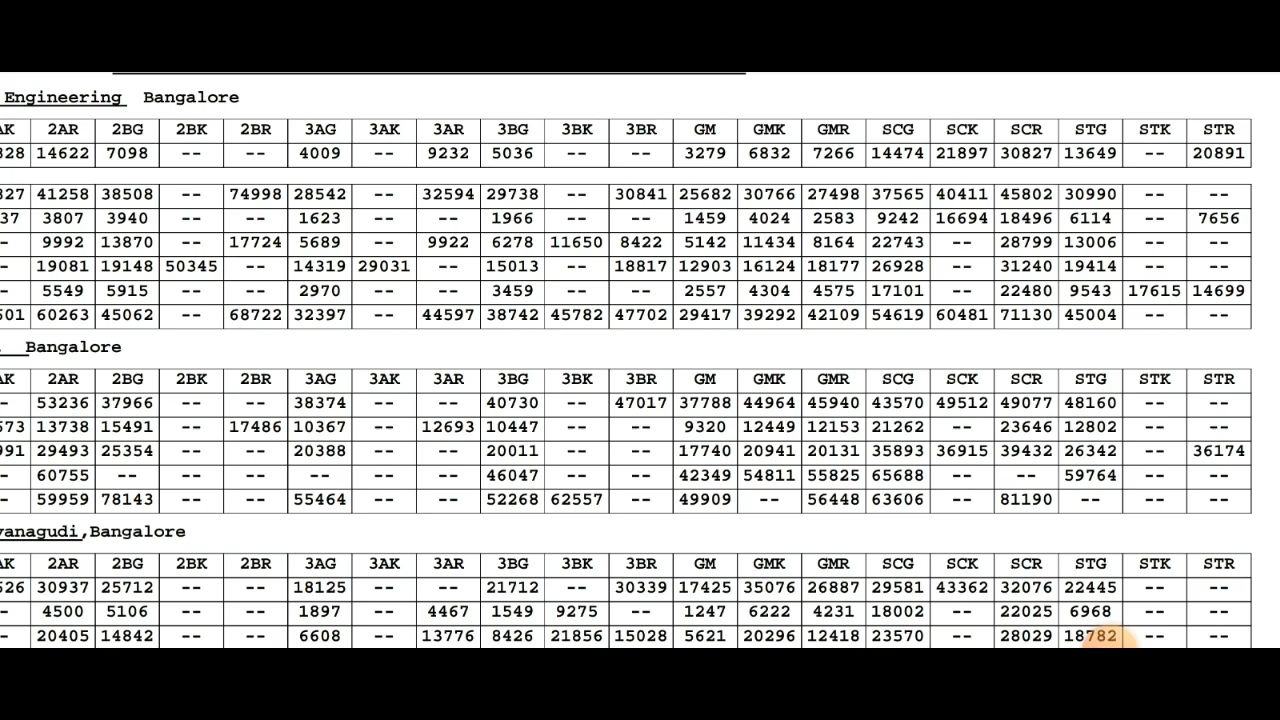 Engineering Bangalore
AK 2AR 2BG 2BK 2BR 3AG 3AK 3AR 3BG 3BK 3BR GM GMK GMR SCG SCK SCR STG STK STR
328 14622 7098 -- -- 4009 -- 9232 5036 -- -- 3279 6832 7266 14474 21897 30827 13649 -- 20891
327 41258 38508 -- 74998 28542 -- 32594 29738 -- 30841 25682 30766 27498 37565 40411 45802 30990 -- --
37 3807 3940 -- -- 1623 -- -- 1966 -- -- 1459 4024 2583 9242 16694 18496 6114 -- 7656
- 9992 13870 -- 17724 5689 -- 9922 6278 11650 8422 5142 11434 8164 22743 -- 28799 13006 -- --
- 19081 19148 50345 -- 14319 29031 -- 15013 -- 18817 12903 16124 18177 26928 -- 31240 19414 -- --
- 5549 5915 -- -- 2970 -- -- 3459 -- -- 2557 4304 4575 17101 -- 22480 9543 17615 14699
501 60263 45062 -- 68722 32397 -- 44597 38742 45782 47702 29417 39292 42109 54619 60481 71130 45004 -- --
Bangalore
AK 2AR 2BG 2BK 2BR 3AG 3AK 3AR 3BG 3BK 3BR GM GMK GMR SCG SCK SCR STG STK STR
- 53236 37966 -- -- 38374 -- -- 40730 -- 47017 37788 44964 45940 43570 49512 49077 48160 -- --
573 13738 15491 -- 17486 10367 -- 12693 10447 -- -- 9320 12449 12153 21262 -- 23646 12802 -- --
991 29493 25354 -- -- 20388 -- -- 20011 -- -- 17740 20941 20131 35893 36915 39432 26342 -- 36174
- 60755 -- -- -- -- -- -- 46047 -- -- 42349 54811 55825 65688 -- -- 59764 -- --
- 59959 78143 -- -- 55464 -- -- 52268 62557 -- 49909 -- 56448 63606 -- 81190 -- -- --
vanagudi,Bangalore
AK 2AR 2BG 2BK 2BR 3AG 3AK 3AR 3BG 3BK 3BR GM GMK GMR SCG SCK SCR STG STK STR
526 30937 25712 -- -- 18125 -- -- 21712 -- 30339 17425 35076 26887 29581 43362 32076 22445 -- --
- 4500 5106 -- -- 1897 -- 4467 1549 9275 -- 1247 6222 4231 18002 -- 22025 6968 -- --
- 20405 14842 -- -- 6608 -- 13776 8426 21856 15028 5621 20296 12418 23570 -- 28029 18782 -- --